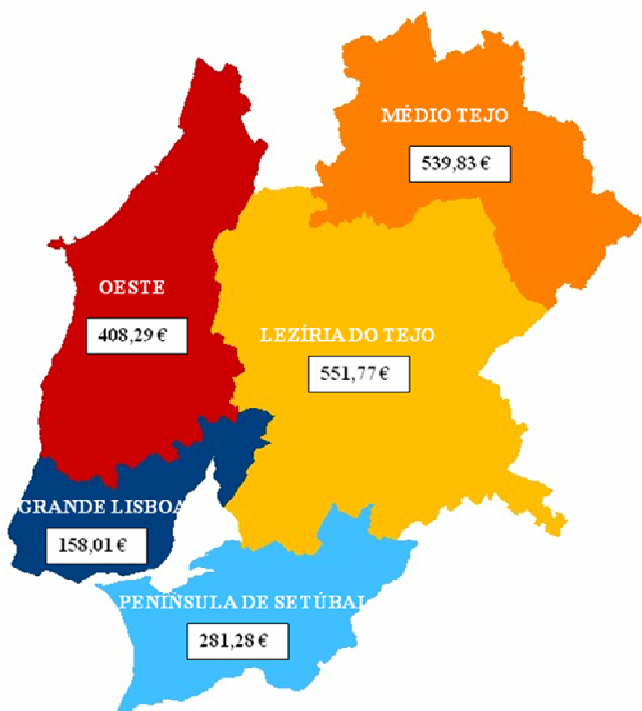 MÉDIO TEJO
539,83 €
OESTE
408,29 €
LEZÍRIA DO TEJO
551,77 €
GRANDE LISBOA
158,01 €
PENÍNSULA DE SETÚBAL
281,28 €